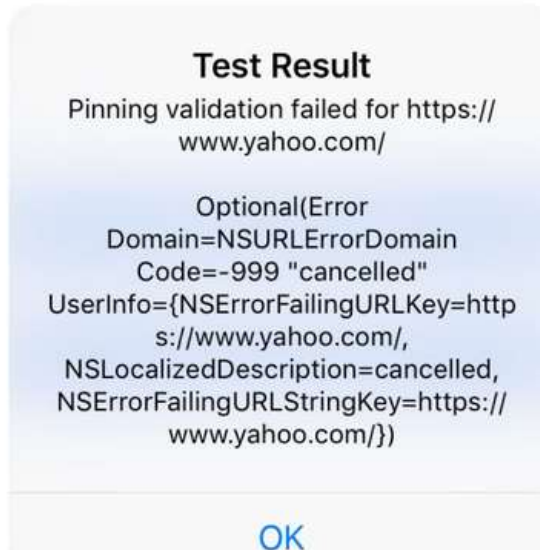 Test Result
Pinning validation failed for https://
www.yahoo.com/
Optional(Error
Domain=NSURLErrorDomain
Code=-999 "cancelled"
UserInfo={NSErrorFailingURLKey=http
s://www.yahoo.com/,
NSLocalizedDescription=cancelled,
NSErrorFailingURLStringKey=https://
www.yahoo.com/})
OK